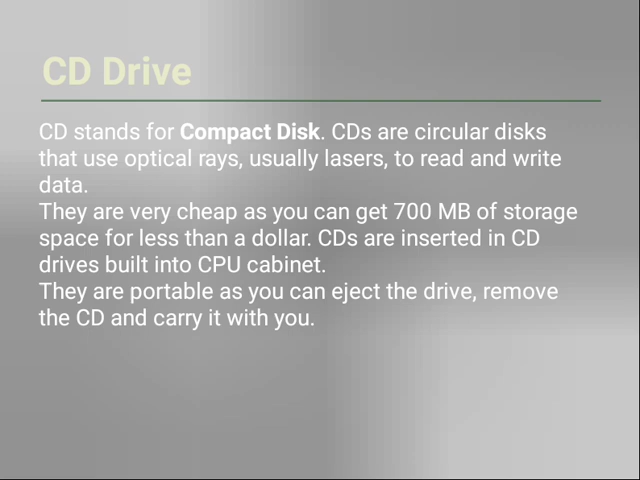 CD Drive
CD stands for Compact Disk. CDs are circular disks
that use optical rays, usually lasers, to read and write
data.
They are very cheap as you can get 700 MB of storage
space for less than a dollar. CDs are inserted in CD
drives built into CPU cabinet.
They are portable as you can eject the drive, remove
the CD and carry it with you.